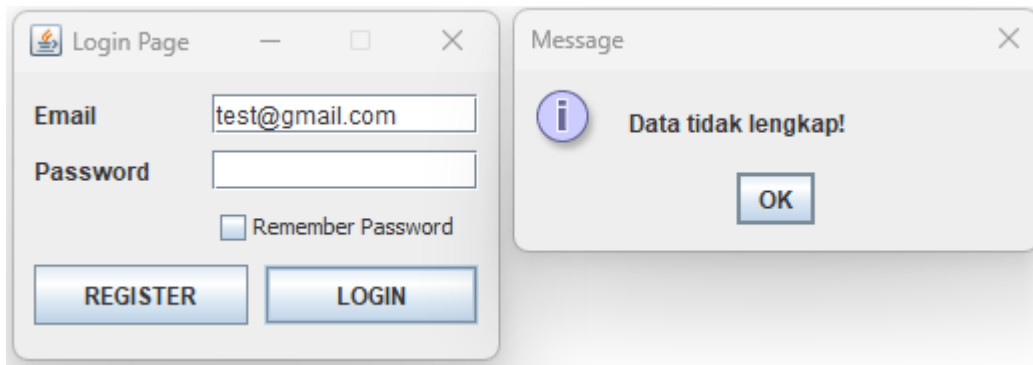 Login Page
Email
test@gmail.com
Password
Remember Password
REGISTER
LOGIN
Message
i
Data tidak lengkap!
OK